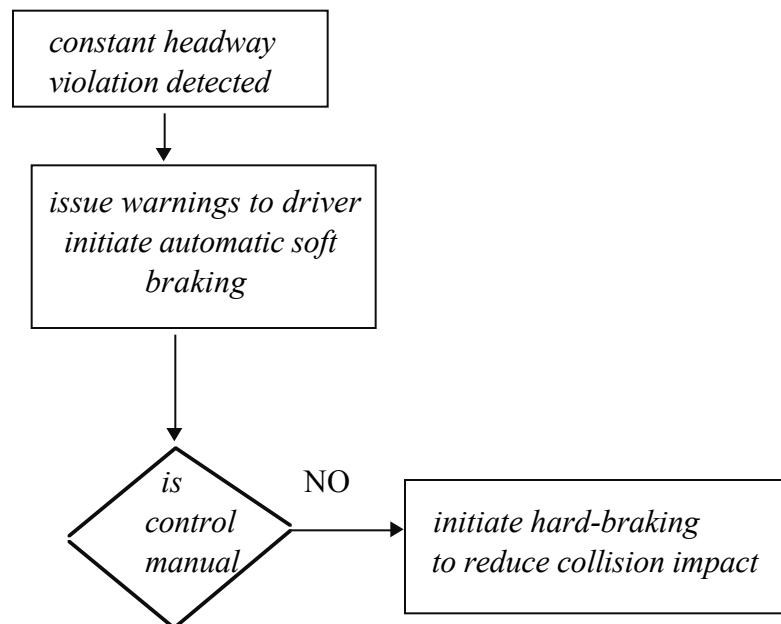 constant headway
violation detected
issue warnings to driver
initiate automatic soft
braking
is
control
manual
NO
initiate hard-braking
to reduce collision impact